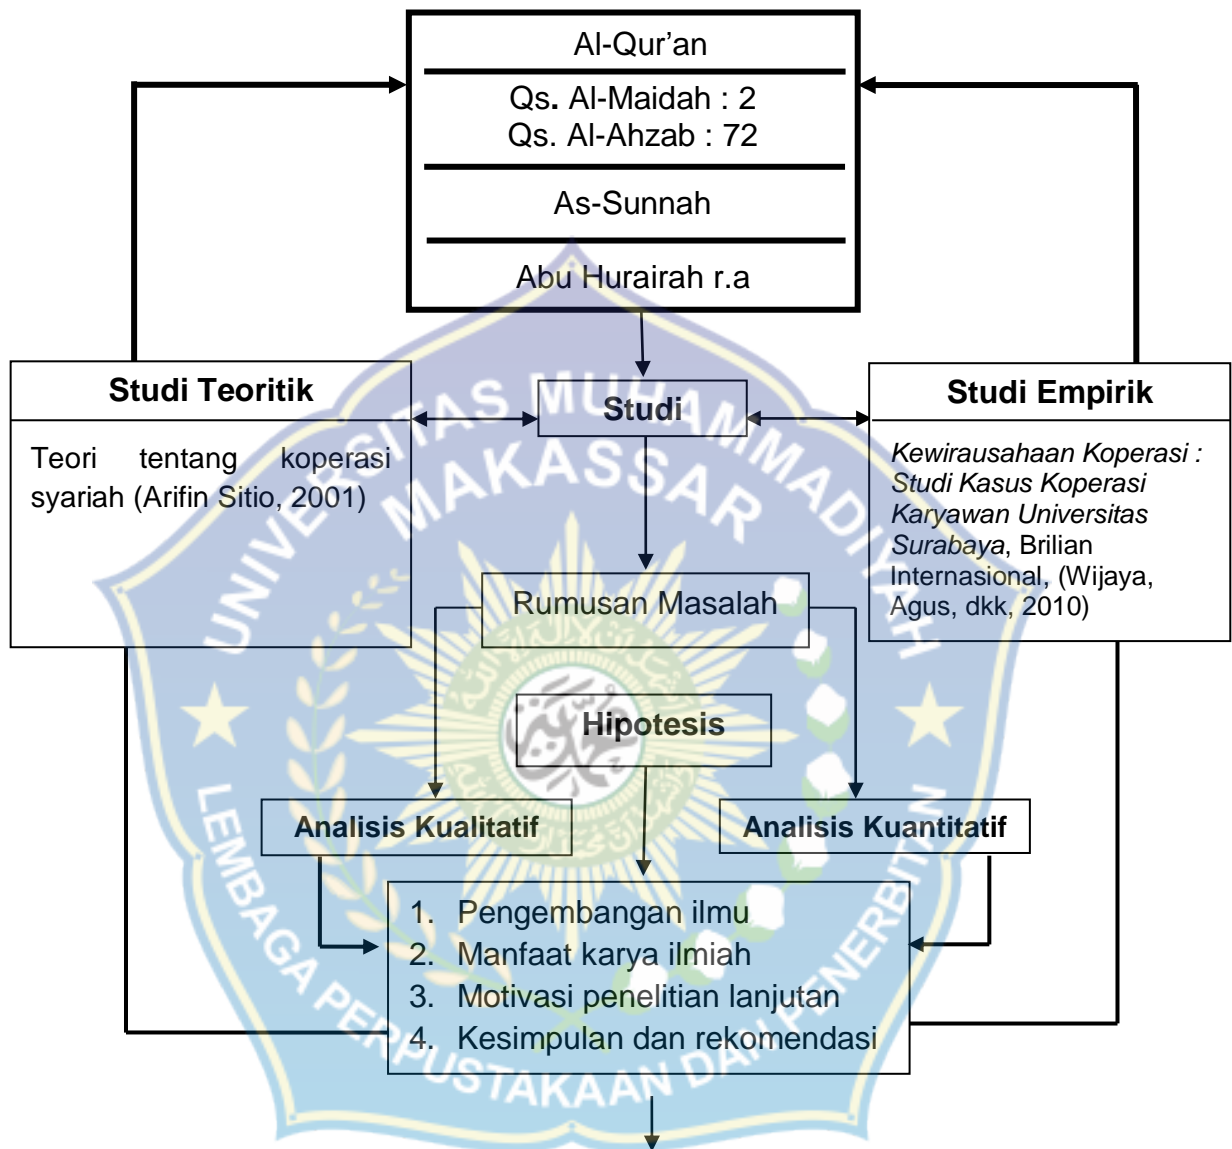 Al-Qur'an
Qs. Al-Maidah : 2
Qs. Al-Ahzab : 72
As-Sunnah
Abu Hurairah r.a
Studi Teoritik
Teori tentang koperasi
syariah (Arifin Sitio, 2001)
Studi
Studi Empirik
Kewirausahaan Koperasi :
Studi Kasus Koperasi
Karyawan Universitas
Surabaya, Brilian
Internasional, (Wijaya,
Agus, dkk, 2010)
Rumusan Masalah
Hipotesis
Analisis Kualitatif
Analisis Kuantitatif
1. Pengembangan ilmu
2. Manfaat karya ilmiah
3. Motivasi penelitian lanjutan
4. Kesimpulan dan rekomendasi
UNIVERSITAS MUHAMMADIYAH
MAKASSAR
LEMBAGA PERPUSTAKAAN DAN PENERBITAN